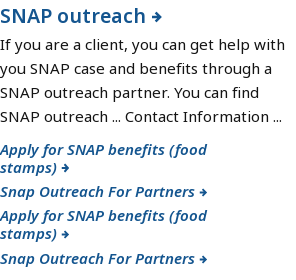 SNAP outreach →
If you are a client, you can get help with
you SNAP case and benefits through a
SNAP outreach partner. You can find
SNAP outreach ... Contact Information ...
Apply for SNAP benefits (food
stamps) →
Snap Outreach For Partners →
Apply for SNAP benefits (food
stamps) →
Snap Outreach For Partners →